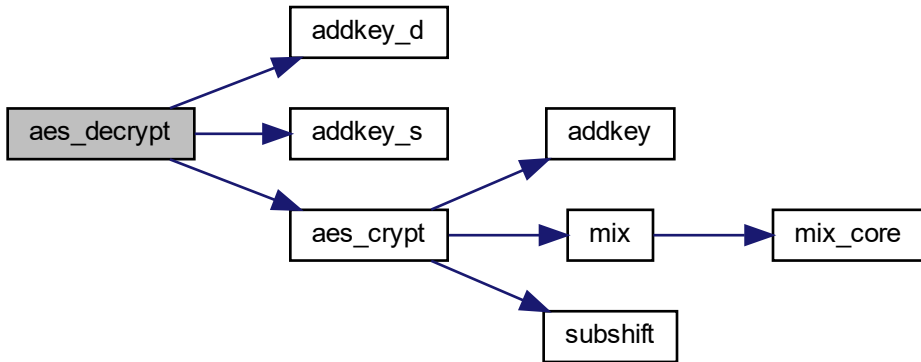 addkey_d
aes_decrypt
addkey_s
addkey
aes_crypt
mix
mix_core
subshift